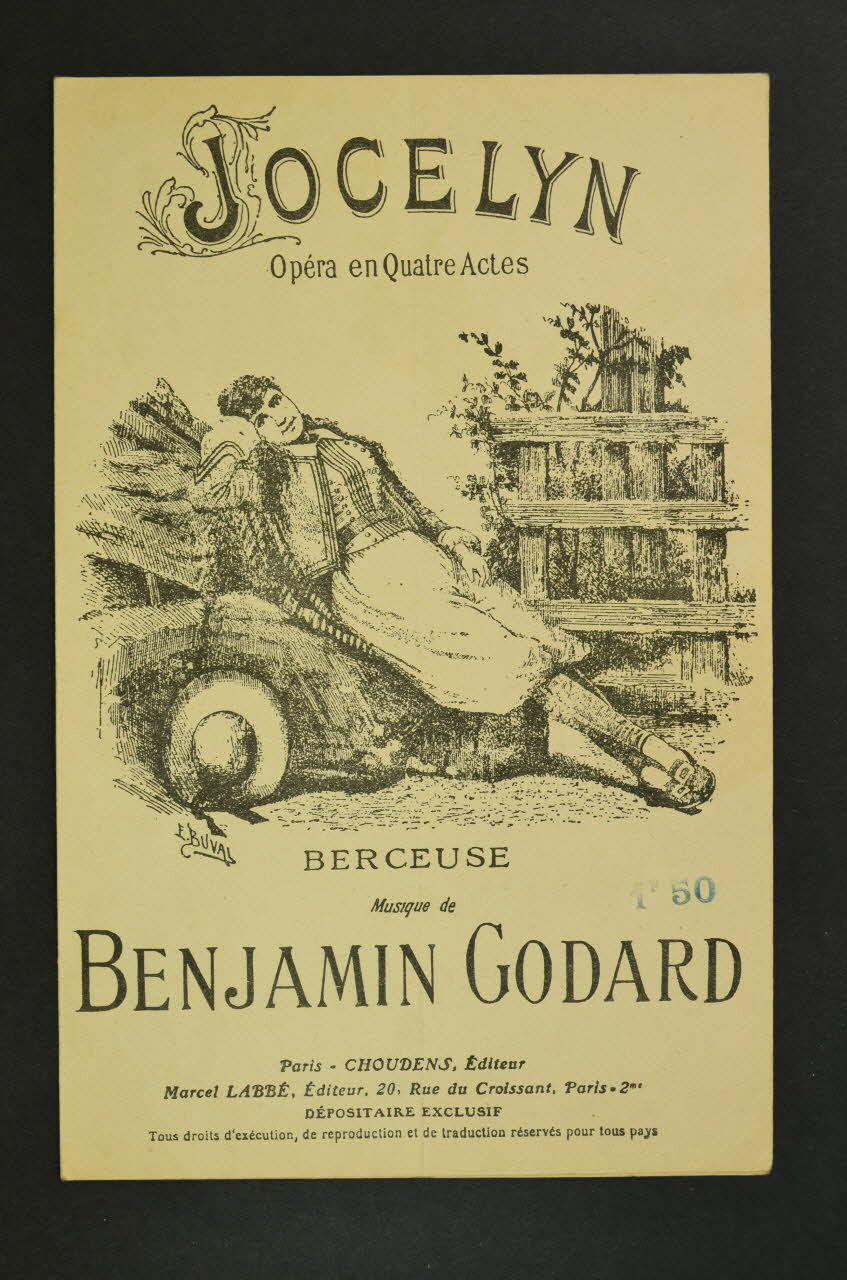 JOCELYN
Opéra en Quatre Actes
E. BUVAL
BERCEUSE
1F 50
Musique de
BENJAMIN GODARD
Paris - CHOUDENS, Éditeur
Marcel LABBÉ, Éditeur, 20, Rue du Croissant, Paris-2me
DÉPOSITAIRE EXCLUSIF
Tous droits d'exécution, de reproduction et de traduction réservés pour tous pays